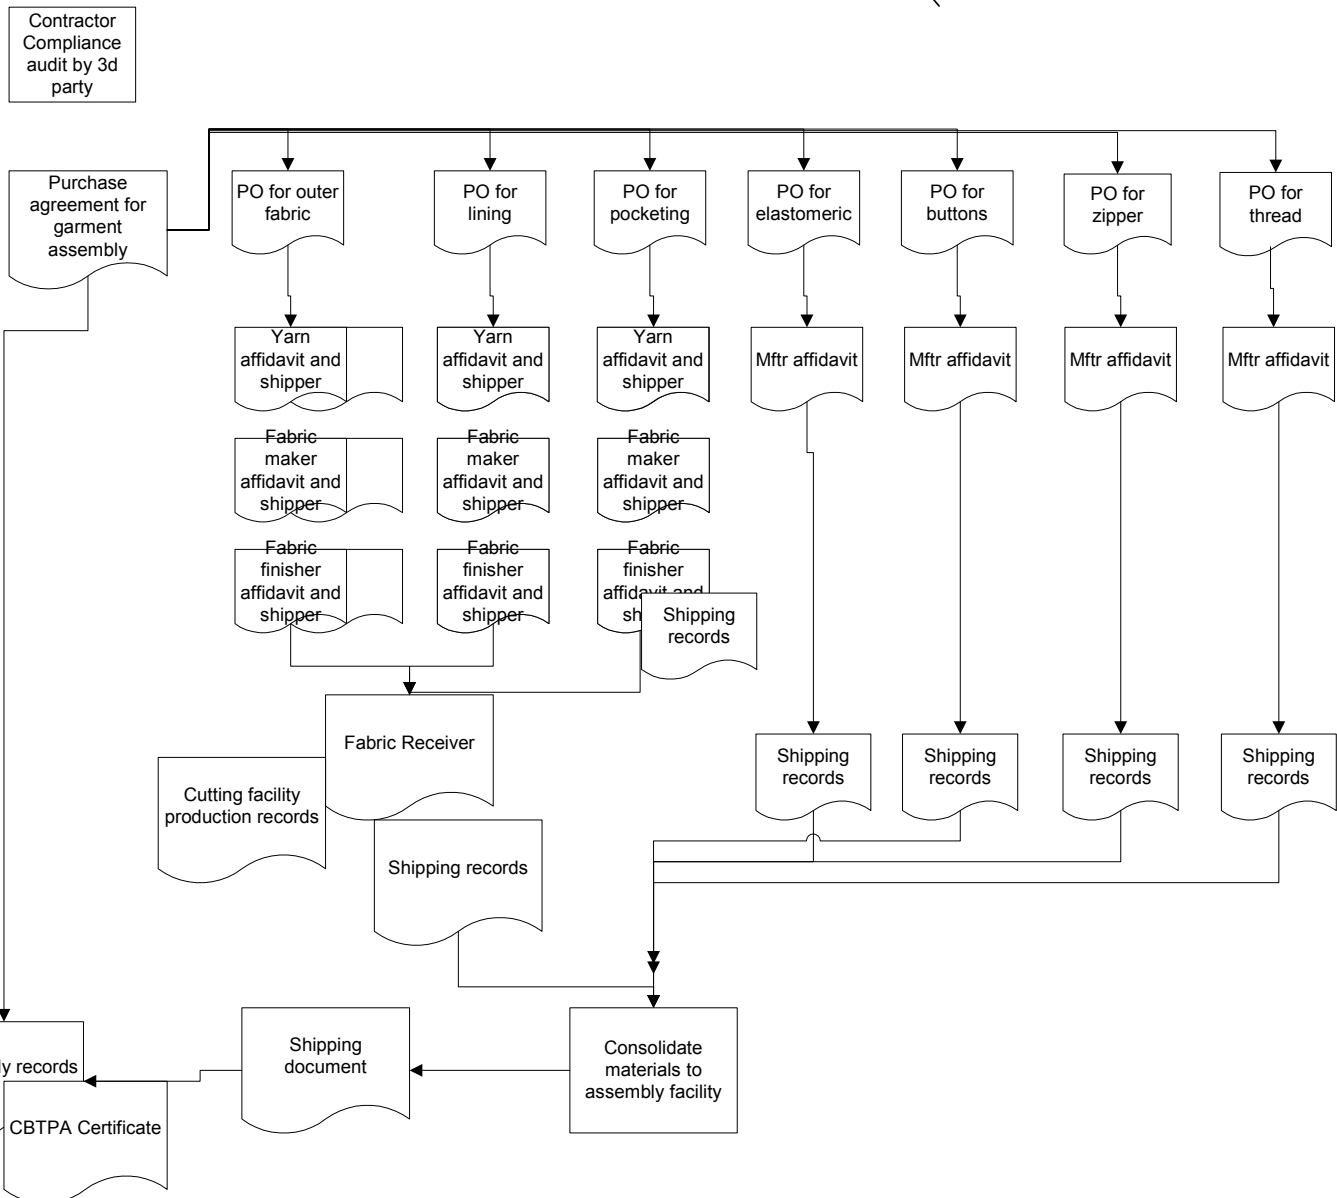 Contractor
Compliance
audit by 3d
party
Purchase
agreement for
garment
assembly
PO for outer
fabric
PO for
lining
PO for
pocketing
PO for
elastomeric
PO for
buttons
PO for
zipper
PO for
thread
Yarn
affidavit and
shipper
Yarn
affidavit and
shipper
Yarn
affidavit and
shipper
Mftr affidavit
Mftr affidavit
Mftr affidavit
Mftr affidavit
Fabric
maker
affidavit and
shipper
Fabric
maker
affidavit and
shipper
Fabric
maker
affidavit and
shipper
Fabric
finisher
affidavit and
shipper
Fabric
finisher
affidavit and
shipper
Fabric
finisher
affidavit and
sh
Shipping
records
Fabric Receiver
Shipping
records
Shipping
records
Shipping
records
Shipping
records
Cutting facility
production records
Shipping records
Shipping
document
Consolidate
materials to
assembly facility
y records
CBTPA Certificate